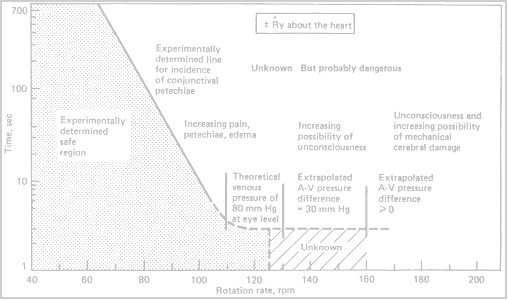 700
100
10
1
Time, sec
± Ṙy about the heart
Experimentally
determined line
for incidence
of conjunctival
petechiae
Unknown But probably dangerous
Experimentally
determined
safe
region
Increasing pain,
petechiae, edema
Increasing
possibility of
unconsciousness
Unconsciousness and
increasing possibility
of mechanical
cerebral damage
Theoretical
venous
pressure of
80 mm Hg
at eye level
Extrapolated
A-V pressure
difference
= 30 mm Hg
Extrapolated
A-V pressure
difference
⩾ 0
Unknown
40 60 80 100 120 140 160 180 200
Rotation rate, rpm